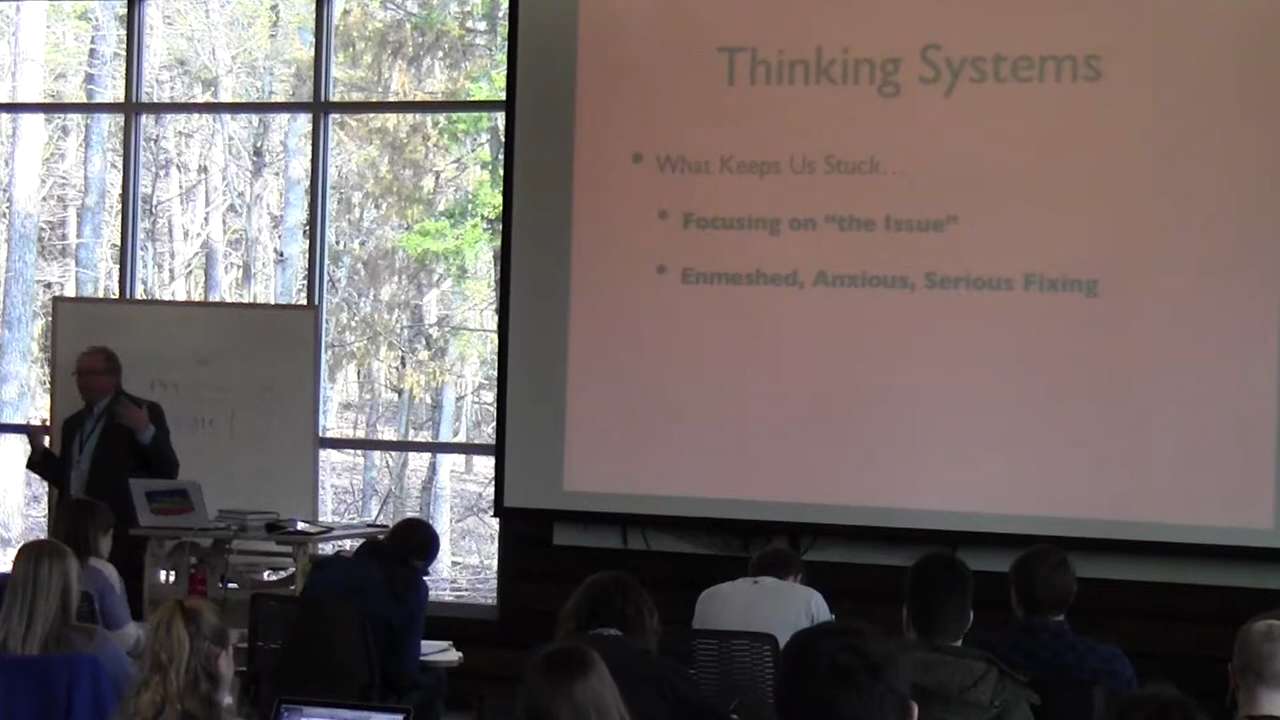 Thinking Systems
• What Keeps Us Stuck…
• Focusing on “the Issue”
• Enmeshed, Anxious, Serious Fixing